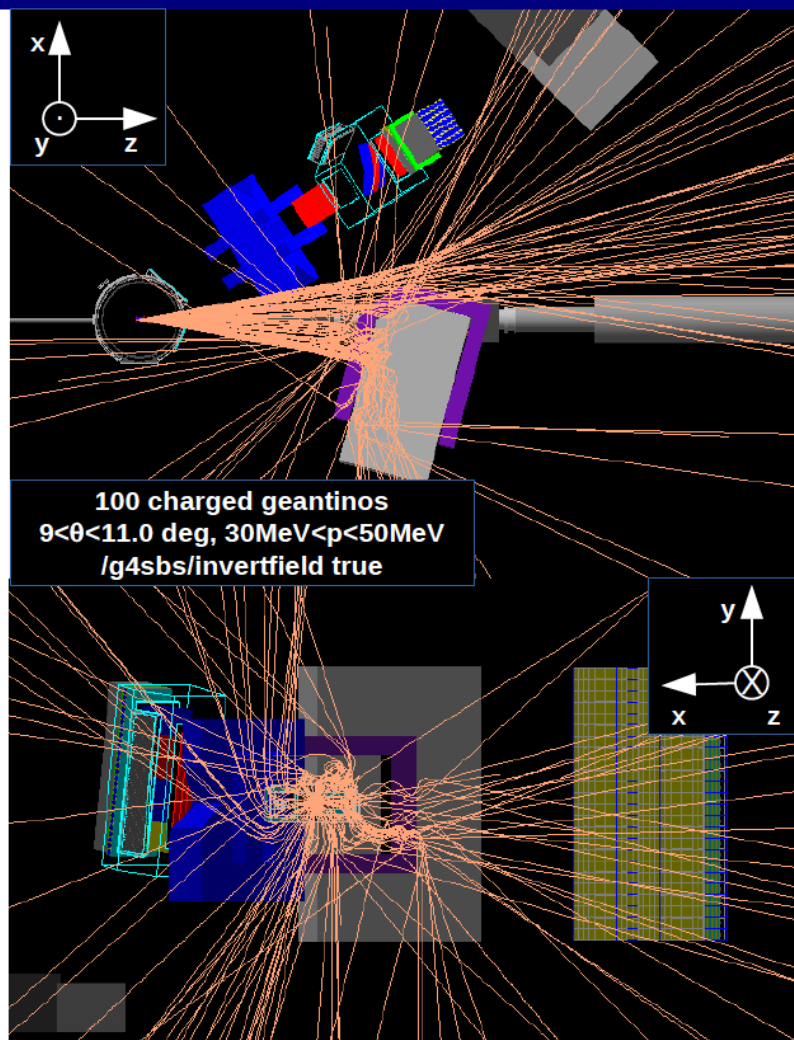 x
y
z
100 charged geantinos
9<θ<11.0 deg, 30MeV<p<50MeV
/g4sbs/invertfield true
y
x
z